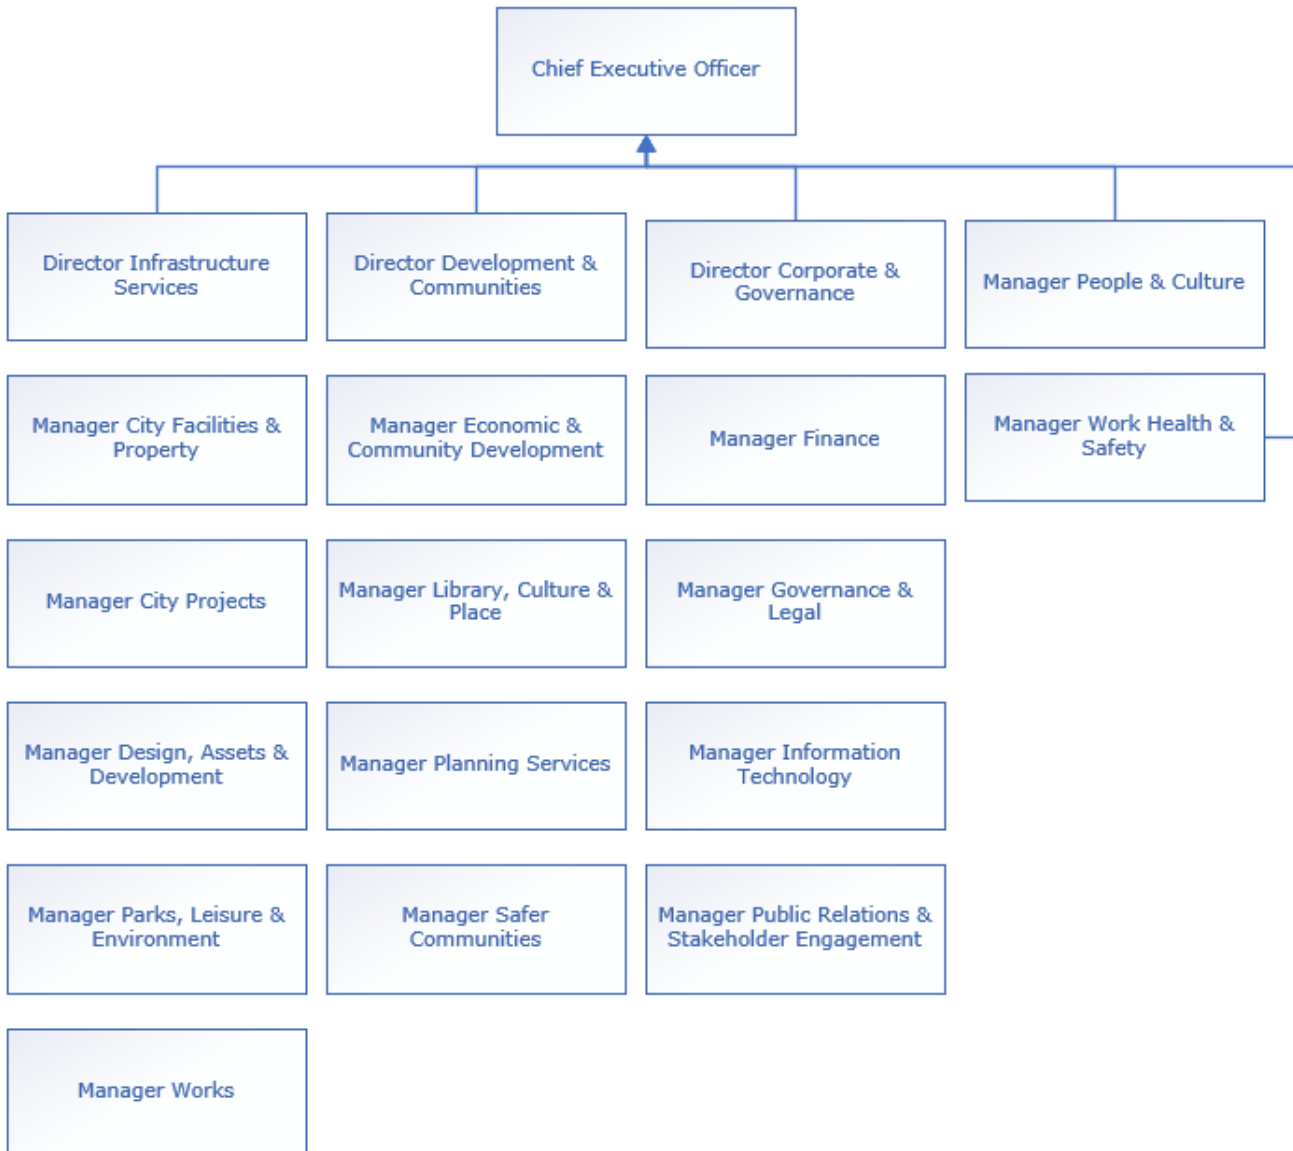 Chief Executive Officer
Director Infrastructure
Services
Director Development &
Communities
Director Corporate &
Governance
Manager People & Culture
Manager City Facilities &
Property
Manager Economic &
Community Development
Manager Finance
Manager Work Health &
Safety
Manager City Projects
Manager Library, Culture &
Place
Manager Governance &
Legal
Manager Design, Assets &
Development
Manager Planning Services
Manager Information
Technology
Manager Parks, Leisure &
Environment
Manager Safer
Communities
Manager Public Relations &
Stakeholder Engagement
Manager Works